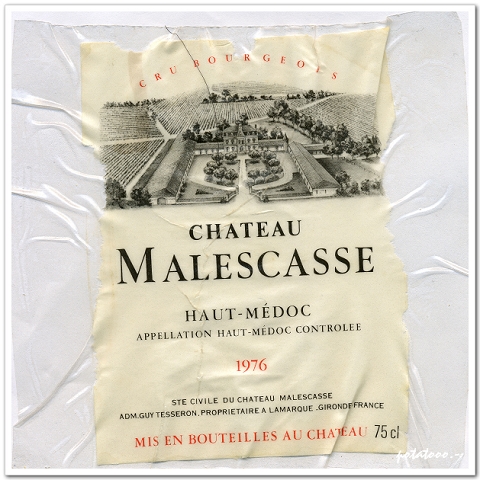 CRU BOURGEOIS
CHATEAU
MALESCASSE
HAUT-MÉDOC
APPELLATION HAUT-MÉDOC CONTROLEE
1976
STE CIVILE DU CHATEAU MALESCASSE
ADM.GUY TESSERON, PROPRIETAIRE A LAMARQUE -GIRONDE FRANCE
MIS EN BOUTEILLES AU CHATEAU 75 cl
patatooo.~